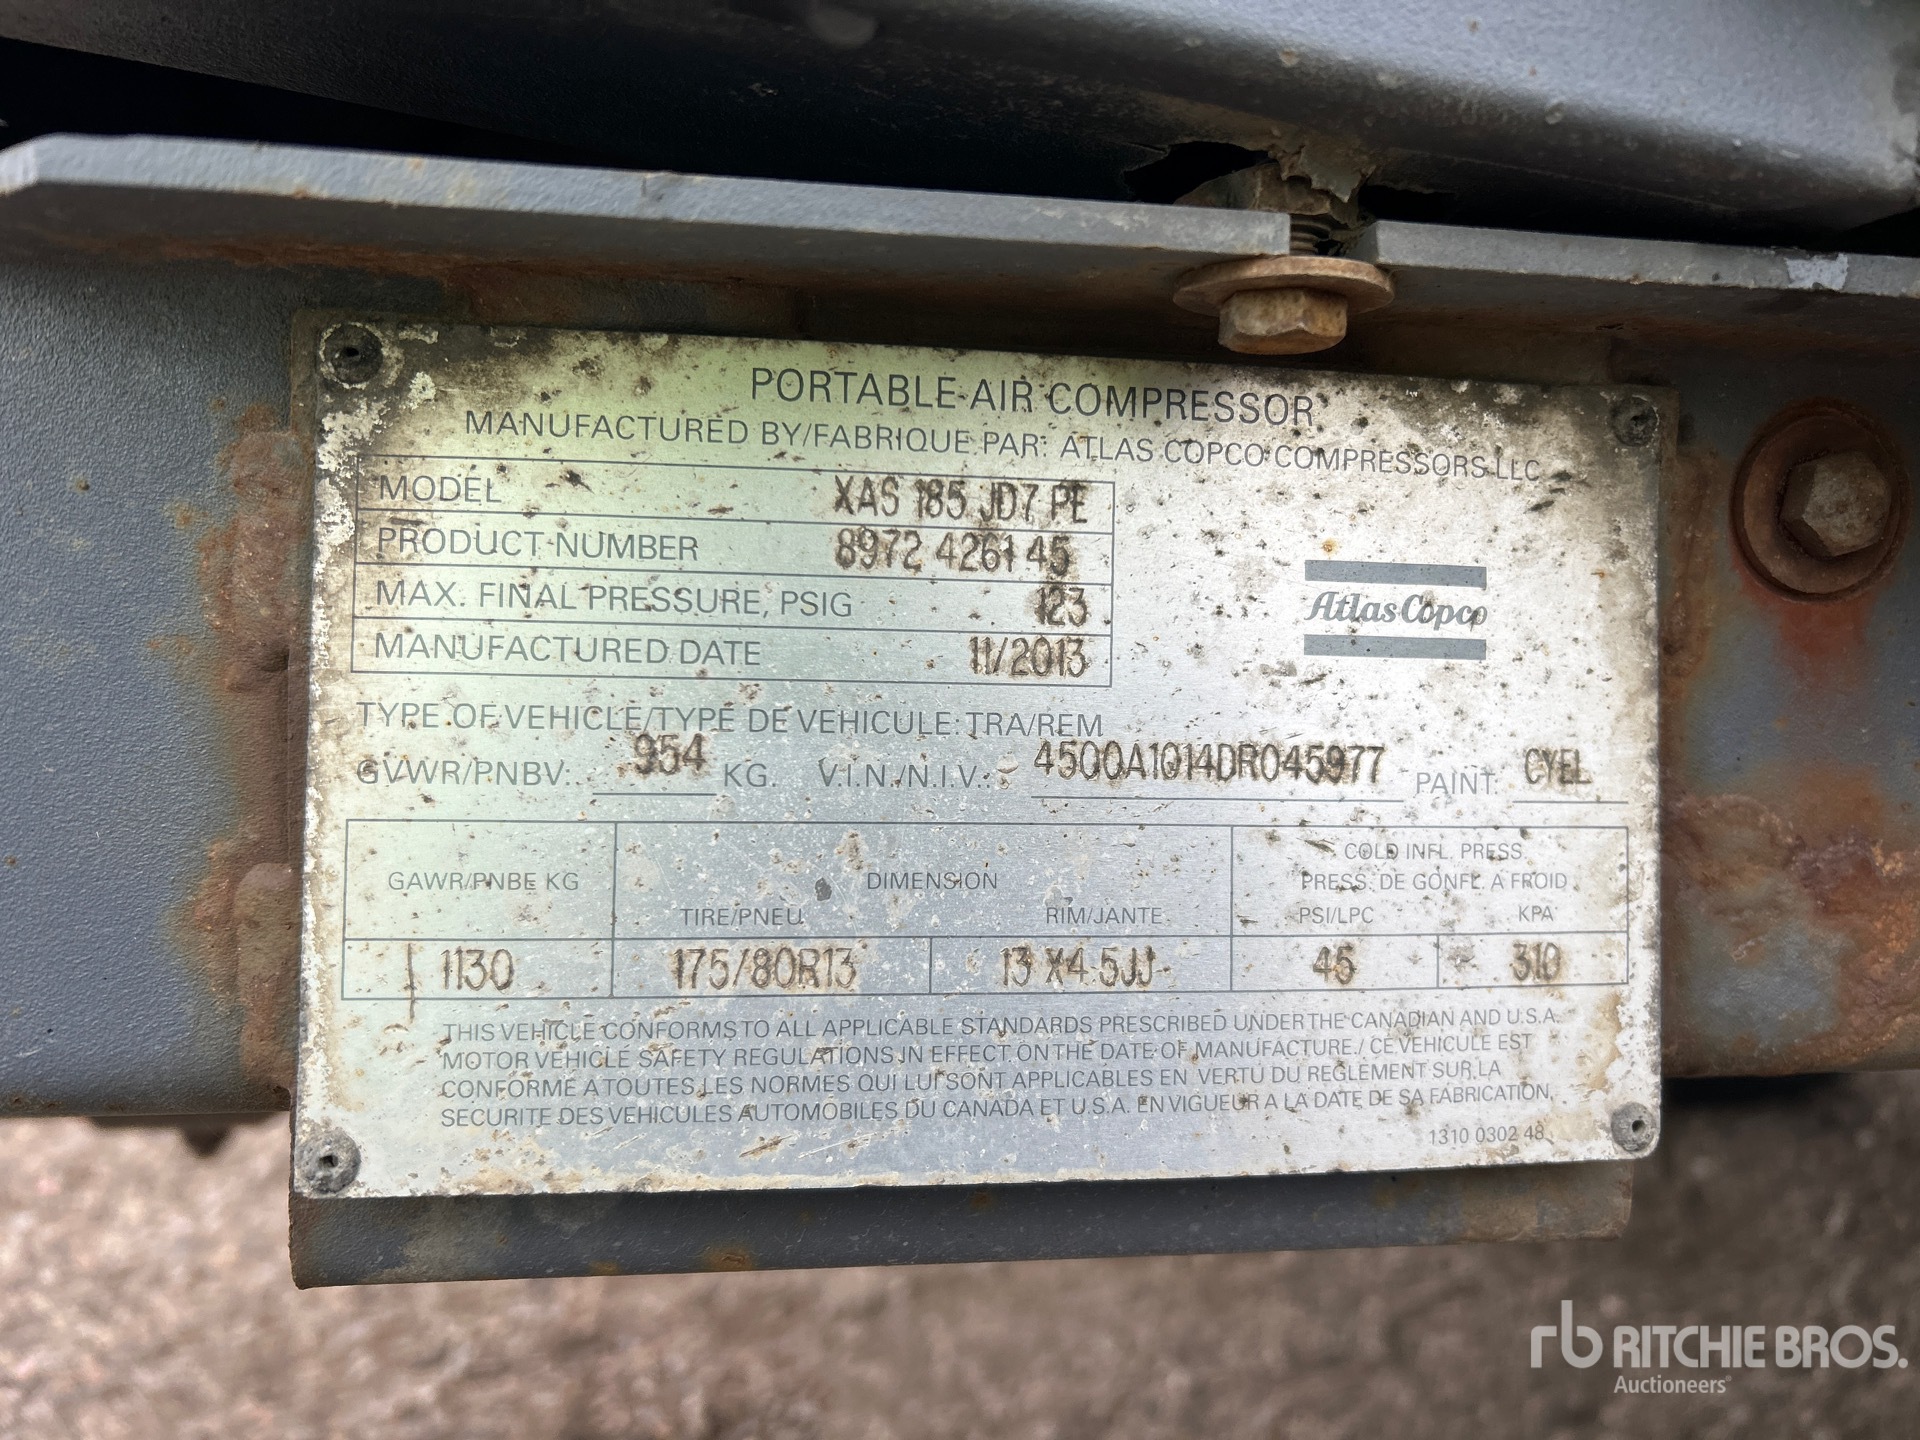 PORTABLE AIR COMPRESSOR
MANUFACTURED BY/FABRIQUE PAR: ATLAS COPCO COMPRESSORS LLC
MODEL XAS 185 JD7 PE
PRODUCT NUMBER 8972 4261 45
MAX. FINAL PRESSURE, PSIG 123
MANUFACTURED DATE 11/2013
Atlas Copco
TYPE OF VEHICLE/TYPE DE VEHICULE: TRA/REM
GVWR/PNBV: 954 KG. V.I.N./N.I.V.: 4500A1014DR045977 PAINT: CYEL
GAWR/PNBE KG DIMENSION COLD INFL. PRESS.
PRESS. DE GONFL. A FROID
TIRE/PNEU RIM/JANTE PSI/LPC KPA
1130 175/80R13 13 X4.5JJ 45 310
THIS VEHICLE CONFORMS TO ALL APPLICABLE STANDARDS PRESCRIBED UNDER THE CANADIAN AND U.S.A.
MOTOR VEHICLE SAFETY REGULATIONS IN EFFECT ON THE DATE OF MANUFACTURE./ CE VEHICULE EST
CONFORME A TOUTES LES NORMES QUI LUI SONT APPLICABLES EN VERTU DU REGLEMENT SUR LA
SECURITE DES VEHICULES AUTOMOBILES DU CANADA ET U.S.A. EN VIGUEUR A LA DATE DE SA FABRICATION.
1310 0302 48
rb RITCHIE BROS.
Auctioneers